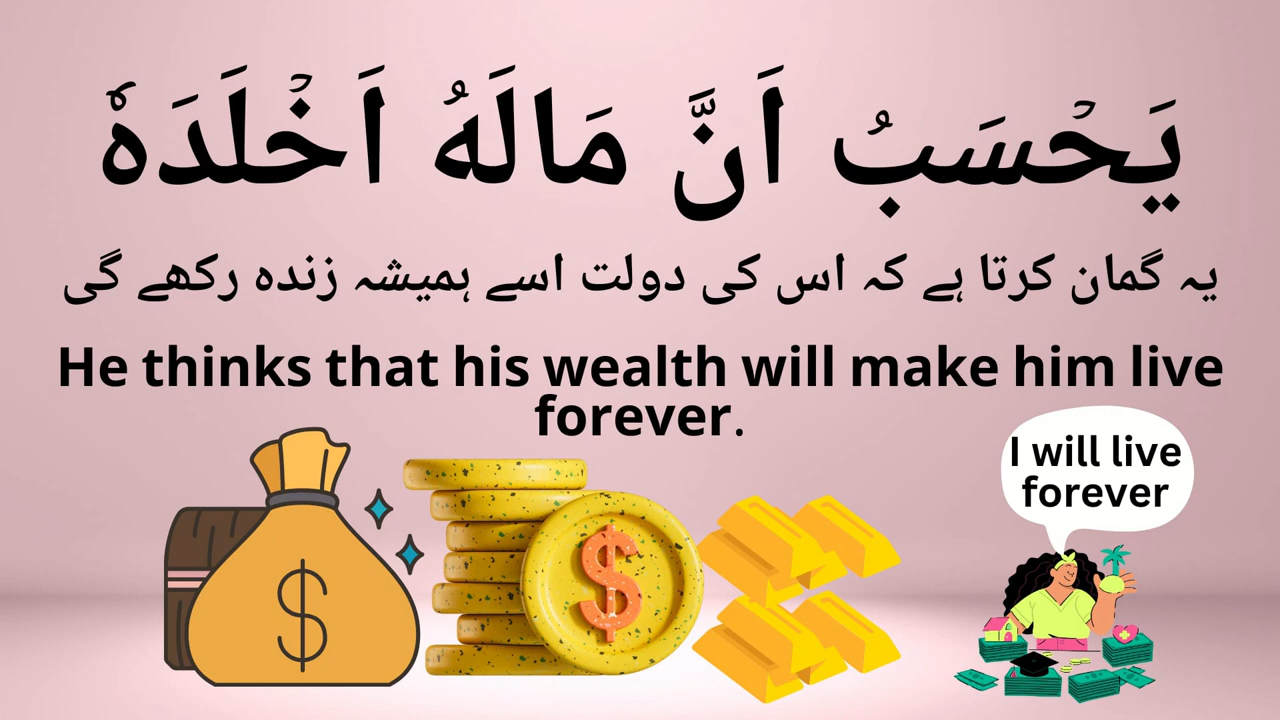 يَحۡسَبُ اَنَّ مَالَهُ اَخۡلَدَهٗ
یہ گمان کرتا ہے کہ اس کی دولت اسے ہمیشہ زندہ رکھے گی
He thinks that his wealth will make him live
forever.
I will live
forever
$
$